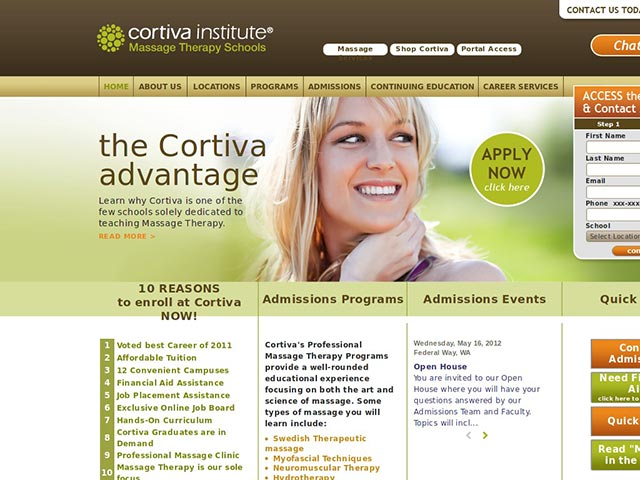 CONTACT US TODA
cortiva institute®
Massage Therapy Schools
Massage
Shop Cortiva
Portal Access
Chat
HOME
ABOUT US
LOCATIONS
PROGRAMS
ADMISSIONS
CONTINUING EDUCATION
CAREER SERVICES
ACCESS the
& Contact
Step 1
First Name
Last Name
Email
Phone xxx-xxx
School
Select Location
con
the Cortiva
advantage
Learn why Cortiva is one of the
few schools solely dedicated to
teaching Massage Therapy.
READ MORE >
APPLY
NOW
click here
10 REASONS
to enroll at Cortiva
NOW!
Admissions Programs
Admissions Events
Quick
1 Voted best Career of 2011
2 Affordable Tuition
3 12 Convenient Campuses
4 Financial Aid Assistance
5 Job Placement Assistance
6 Exclusive Online Job Board
7 Hands-On Curriculum
8 Cortiva Graduates are in
Demand
9 Professional Massage Clinic
10 Massage Therapy is our sole
focus
Cortiva's Professional
Massage Therapy Programs
provide a well-rounded
educational experience
focusing on both the art and
science of massage. Some
types of massage you will
learn include:
• Swedish Therapeutic
massage
• Myofascial Techniques
• Neuromuscular Therapy
• Hydrotherapy
Wednesday, May 16, 2012
Federal Way, WA
Open House
You are invited to our Open
House where you will have your
questions answered by our
Admissions Team and Faculty.
Topics will incl...
Con
Admis
Need Fi
Ai
click here to
Quick
Read "M
in the